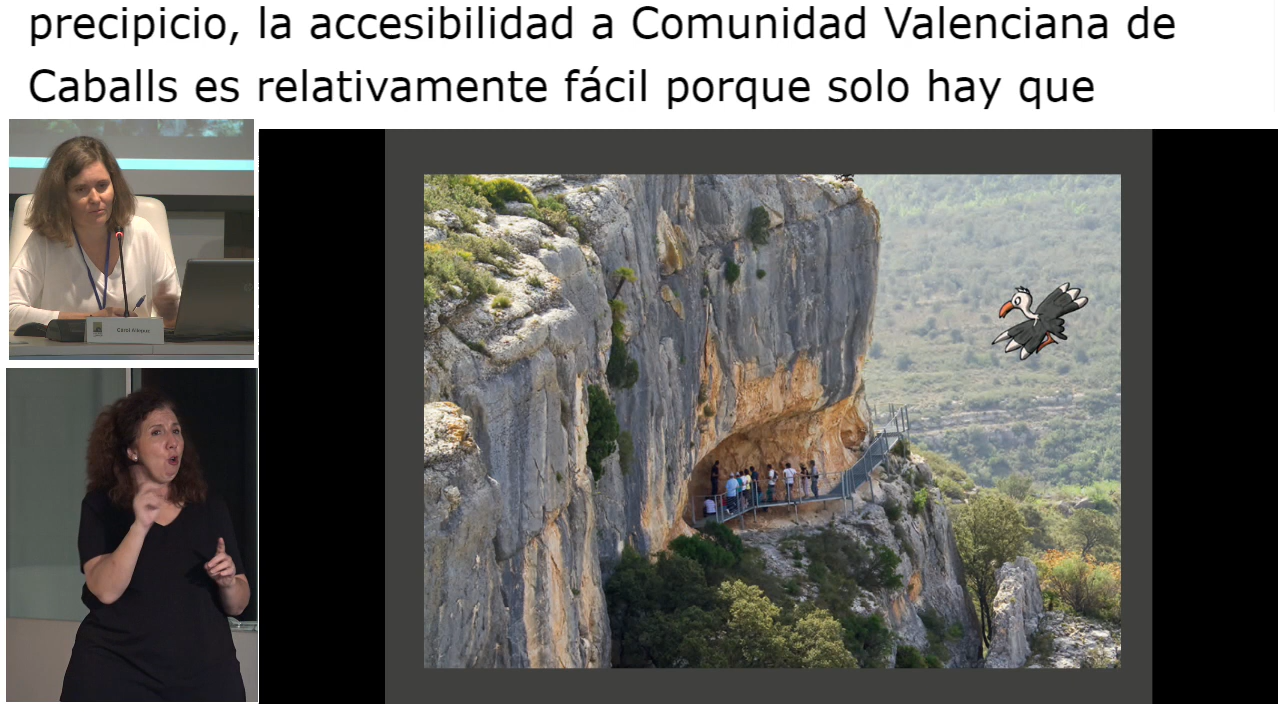 precipicio, la accesibilidad a Comunidad Valenciana de
Caballs es relativamente fácil porque solo hay que